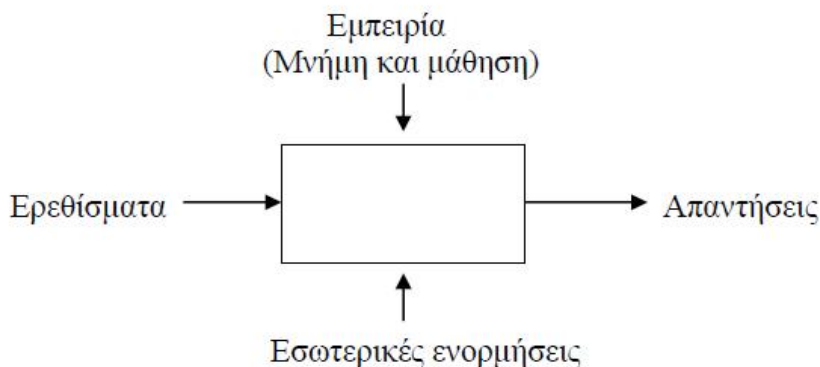 Εμπειρία
(Μνήμη και μάθηση)
Ερεθίσματα
Απαντήσεις
Εσωτερικές ενορμήσεις